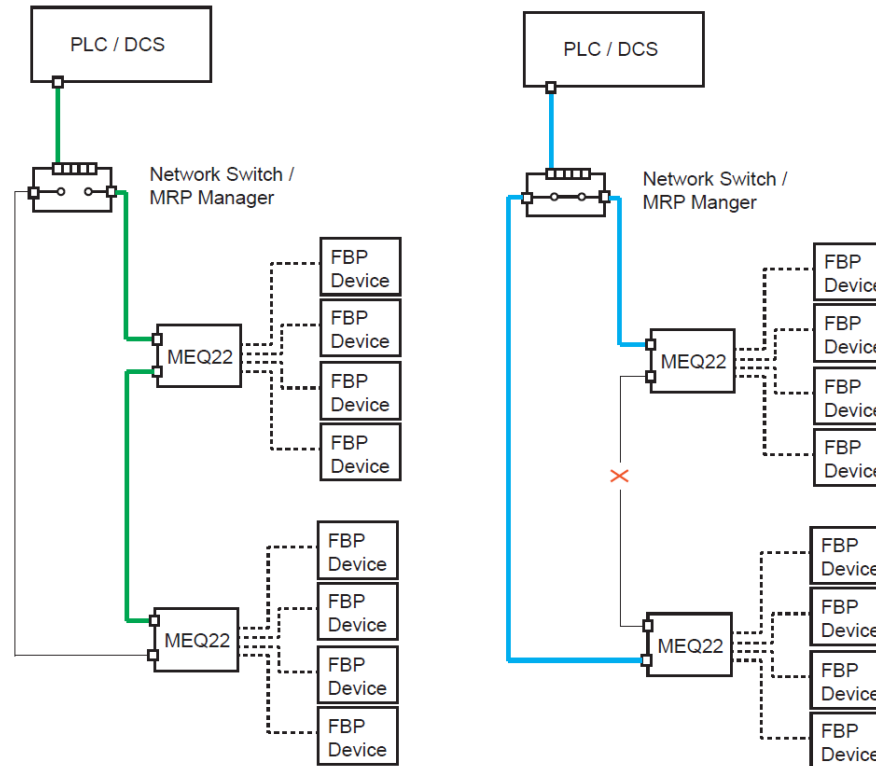 PLC / DCS
Network Switch /
MRP Manager
FBP
Device
FBP
Device
MEQ22
FBP
Device
FBP
Device
FBP
Device
FBP
Device
MEQ22
FBP
Device
FBP
Device
PLC / DCS
Network Switch /
MRP Manger
FBP
Device
FBP
Device
MEQ22
FBP
Device
FBP
Device
FBP
Device
FBP
Device
MEQ22
FBP
Device
FBP
Device